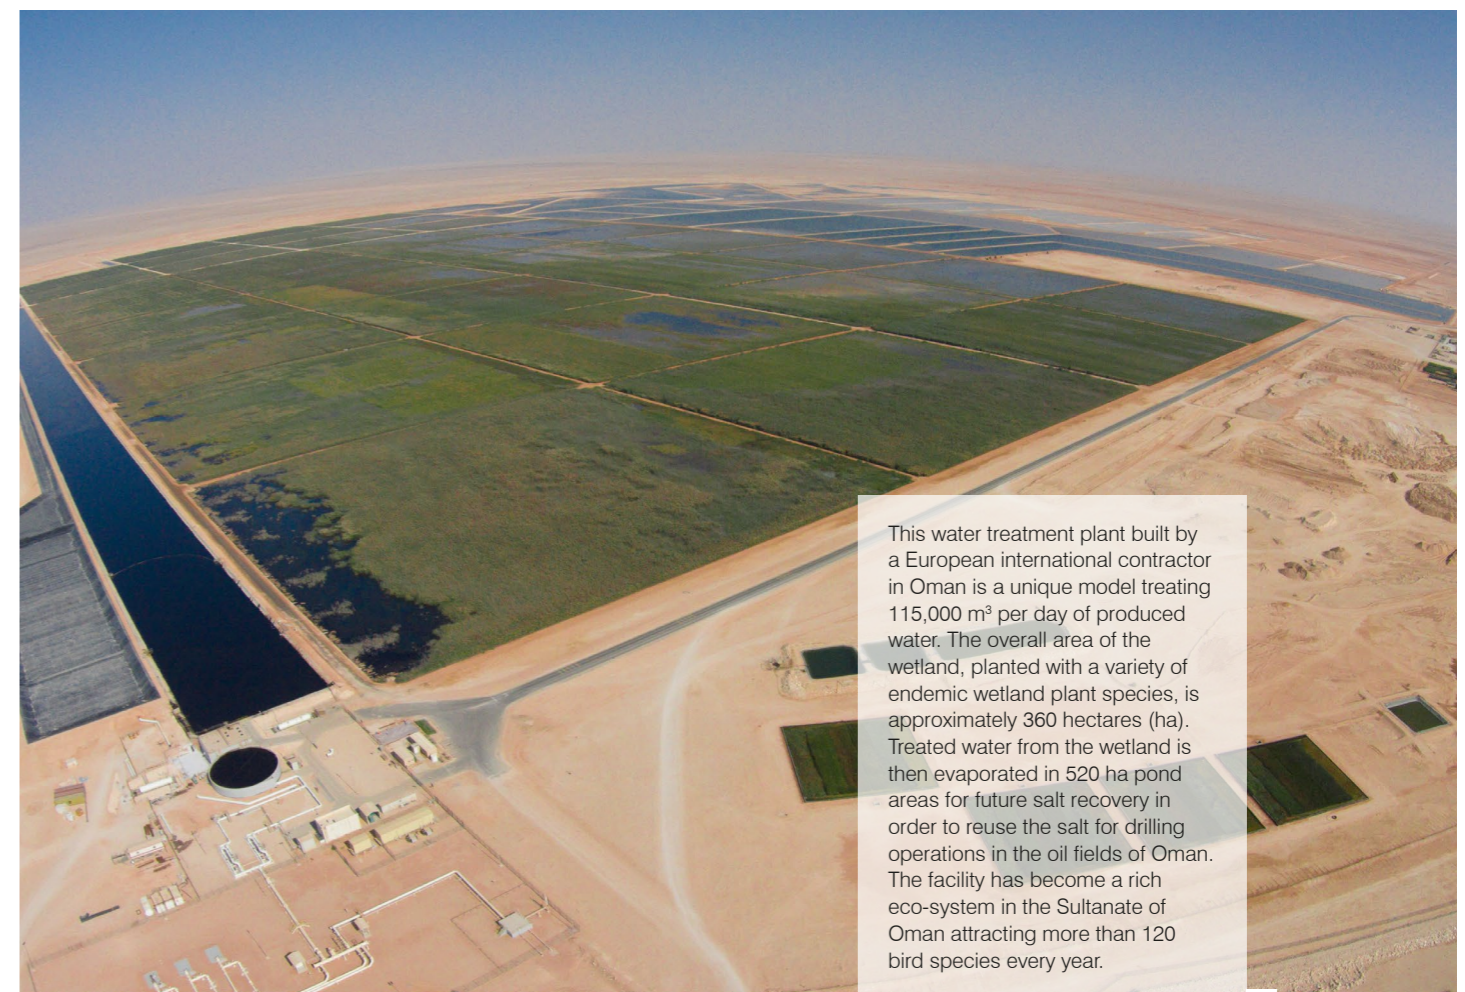 This water treatment plant built by
a European international contractor
in Oman is a unique model treating
115,000 m³ per day of produced
water. The overall area of the
wetland, planted with a variety of
endemic wetland plant species, is
approximately 360 hectares (ha).
Treated water from the wetland is
then evaporated in 520 ha pond
areas for future salt recovery in
order to reuse the salt for drilling
operations in the oil fields of Oman.
The facility has become a rich
eco-system in the Sultanate of
Oman attracting more than 120
bird species every year.